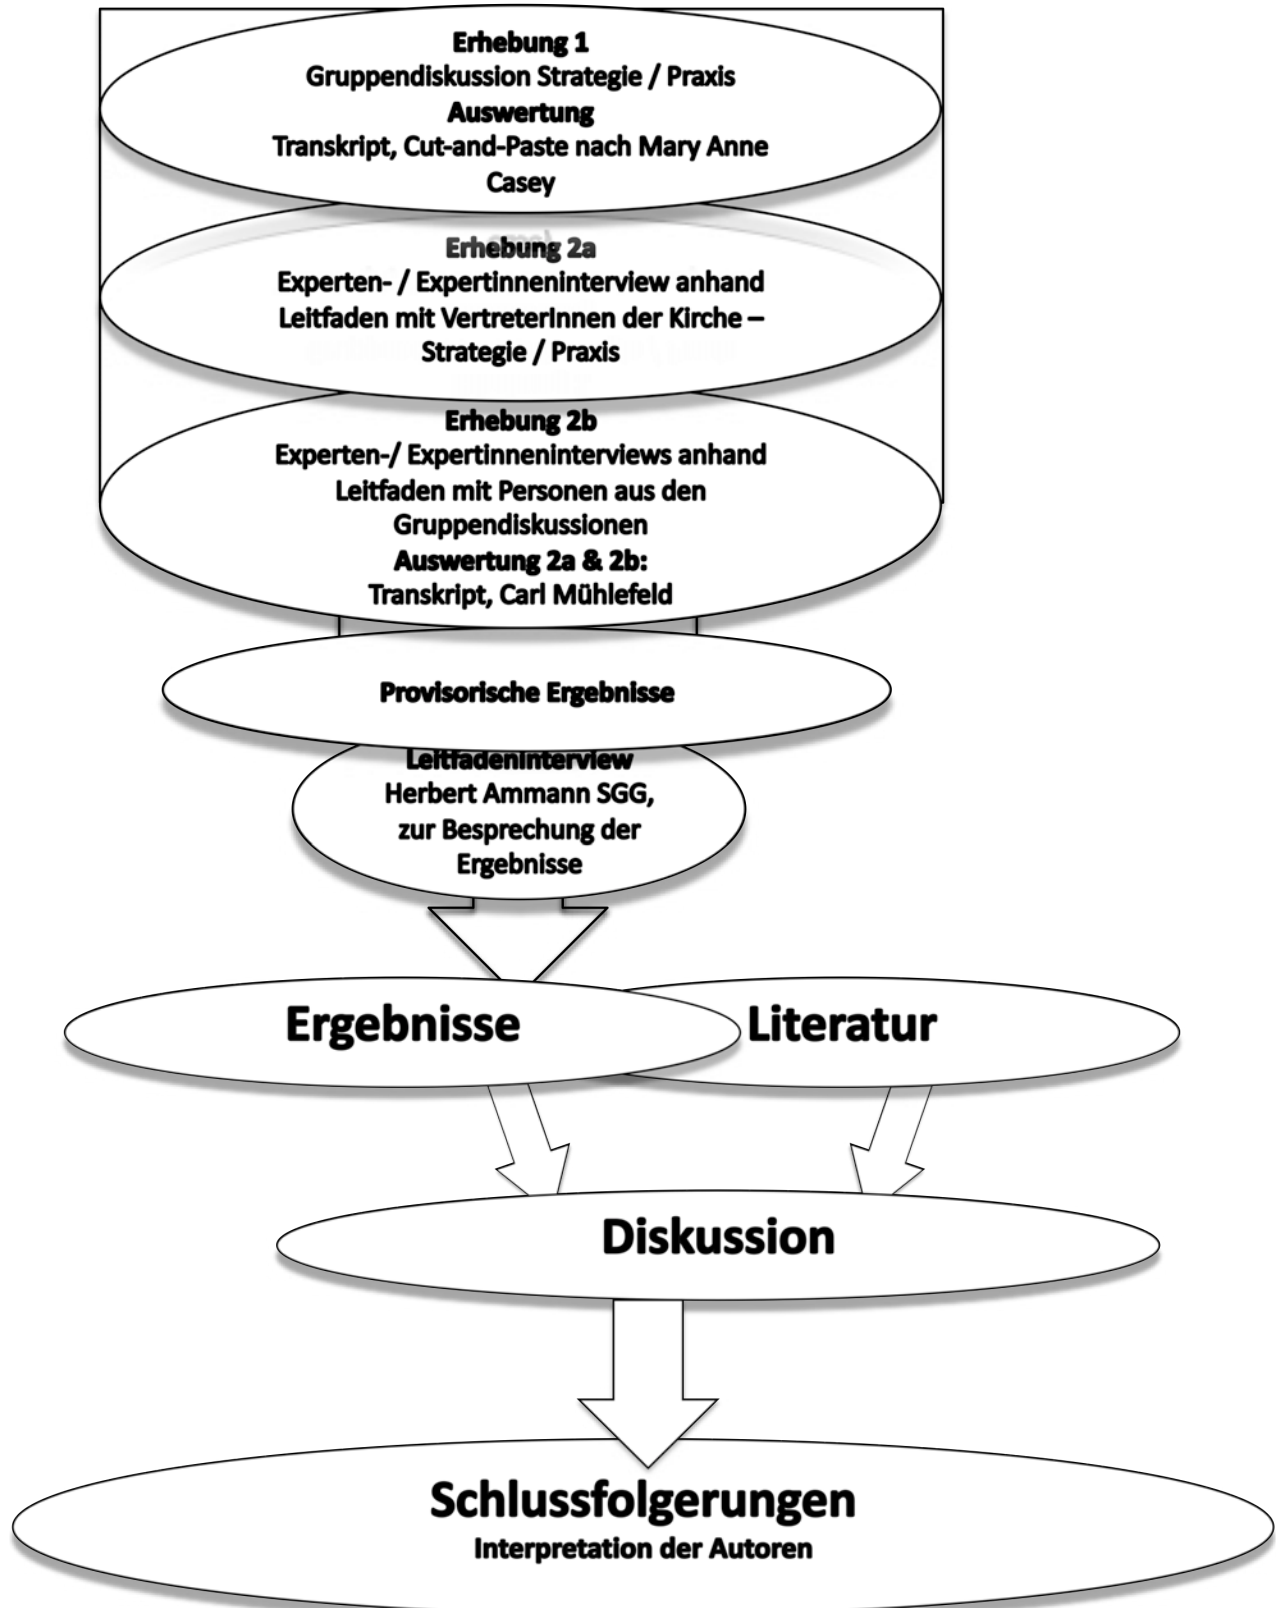 Erhebung 1
Gruppendiskussion Strategie / Praxis
Auswertung
Transkript, Cut-and-Paste nach Mary Anne
Casey
Erhebung 2a
Experten- / Expertinneninterview anhand
Leitfaden mit VertreterInnen der Kirche –
Strategie / Praxis
Erhebung 2b
Experten-/ Expertinneninterviews anhand
Leitfaden mit Personen aus den
Gruppendiskussionen
Auswertung 2a & 2b:
Transkript, Carl Mühlefeld
Provisorische Ergebnisse
Leitfadeninterview
Herbert Ammann SGG,
zur Besprechung der
Ergebnisse
Ergebnisse
Literatur
Diskussion
Schlussfolgerungen
Interpretation der Autoren